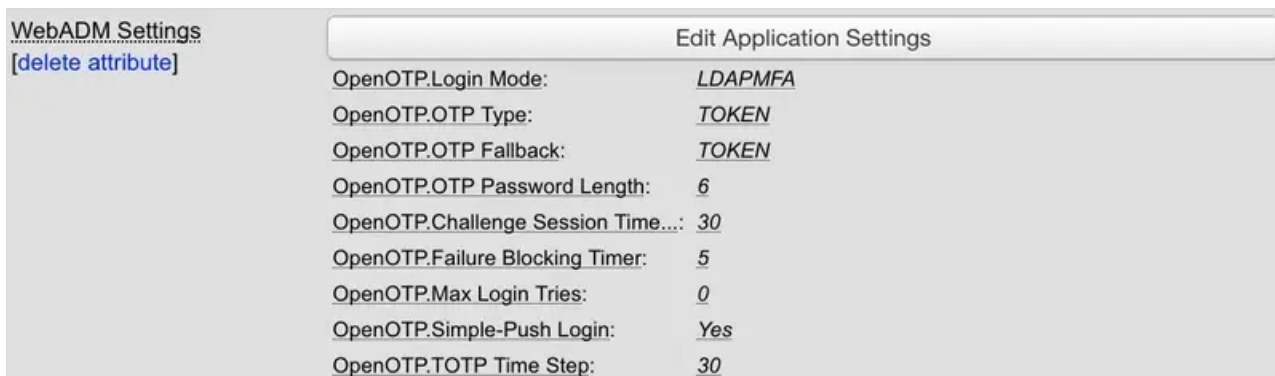 WebADM Settings
[delete attribute]
Edit Application Settings
OpenOTP.Login Mode: LDAPMFA
OpenOTP.OTP Type: TOKEN
OpenOTP.OTP Fallback: TOKEN
OpenOTP.OTP Password Length: 6
OpenOTP.Challenge Session Time...: 30
OpenOTP.Failure Blocking Timer: 5
OpenOTP.Max Login Tries: 0
OpenOTP.Simple-Push Login: Yes
OpenOTP.TOTP Time Step: 30